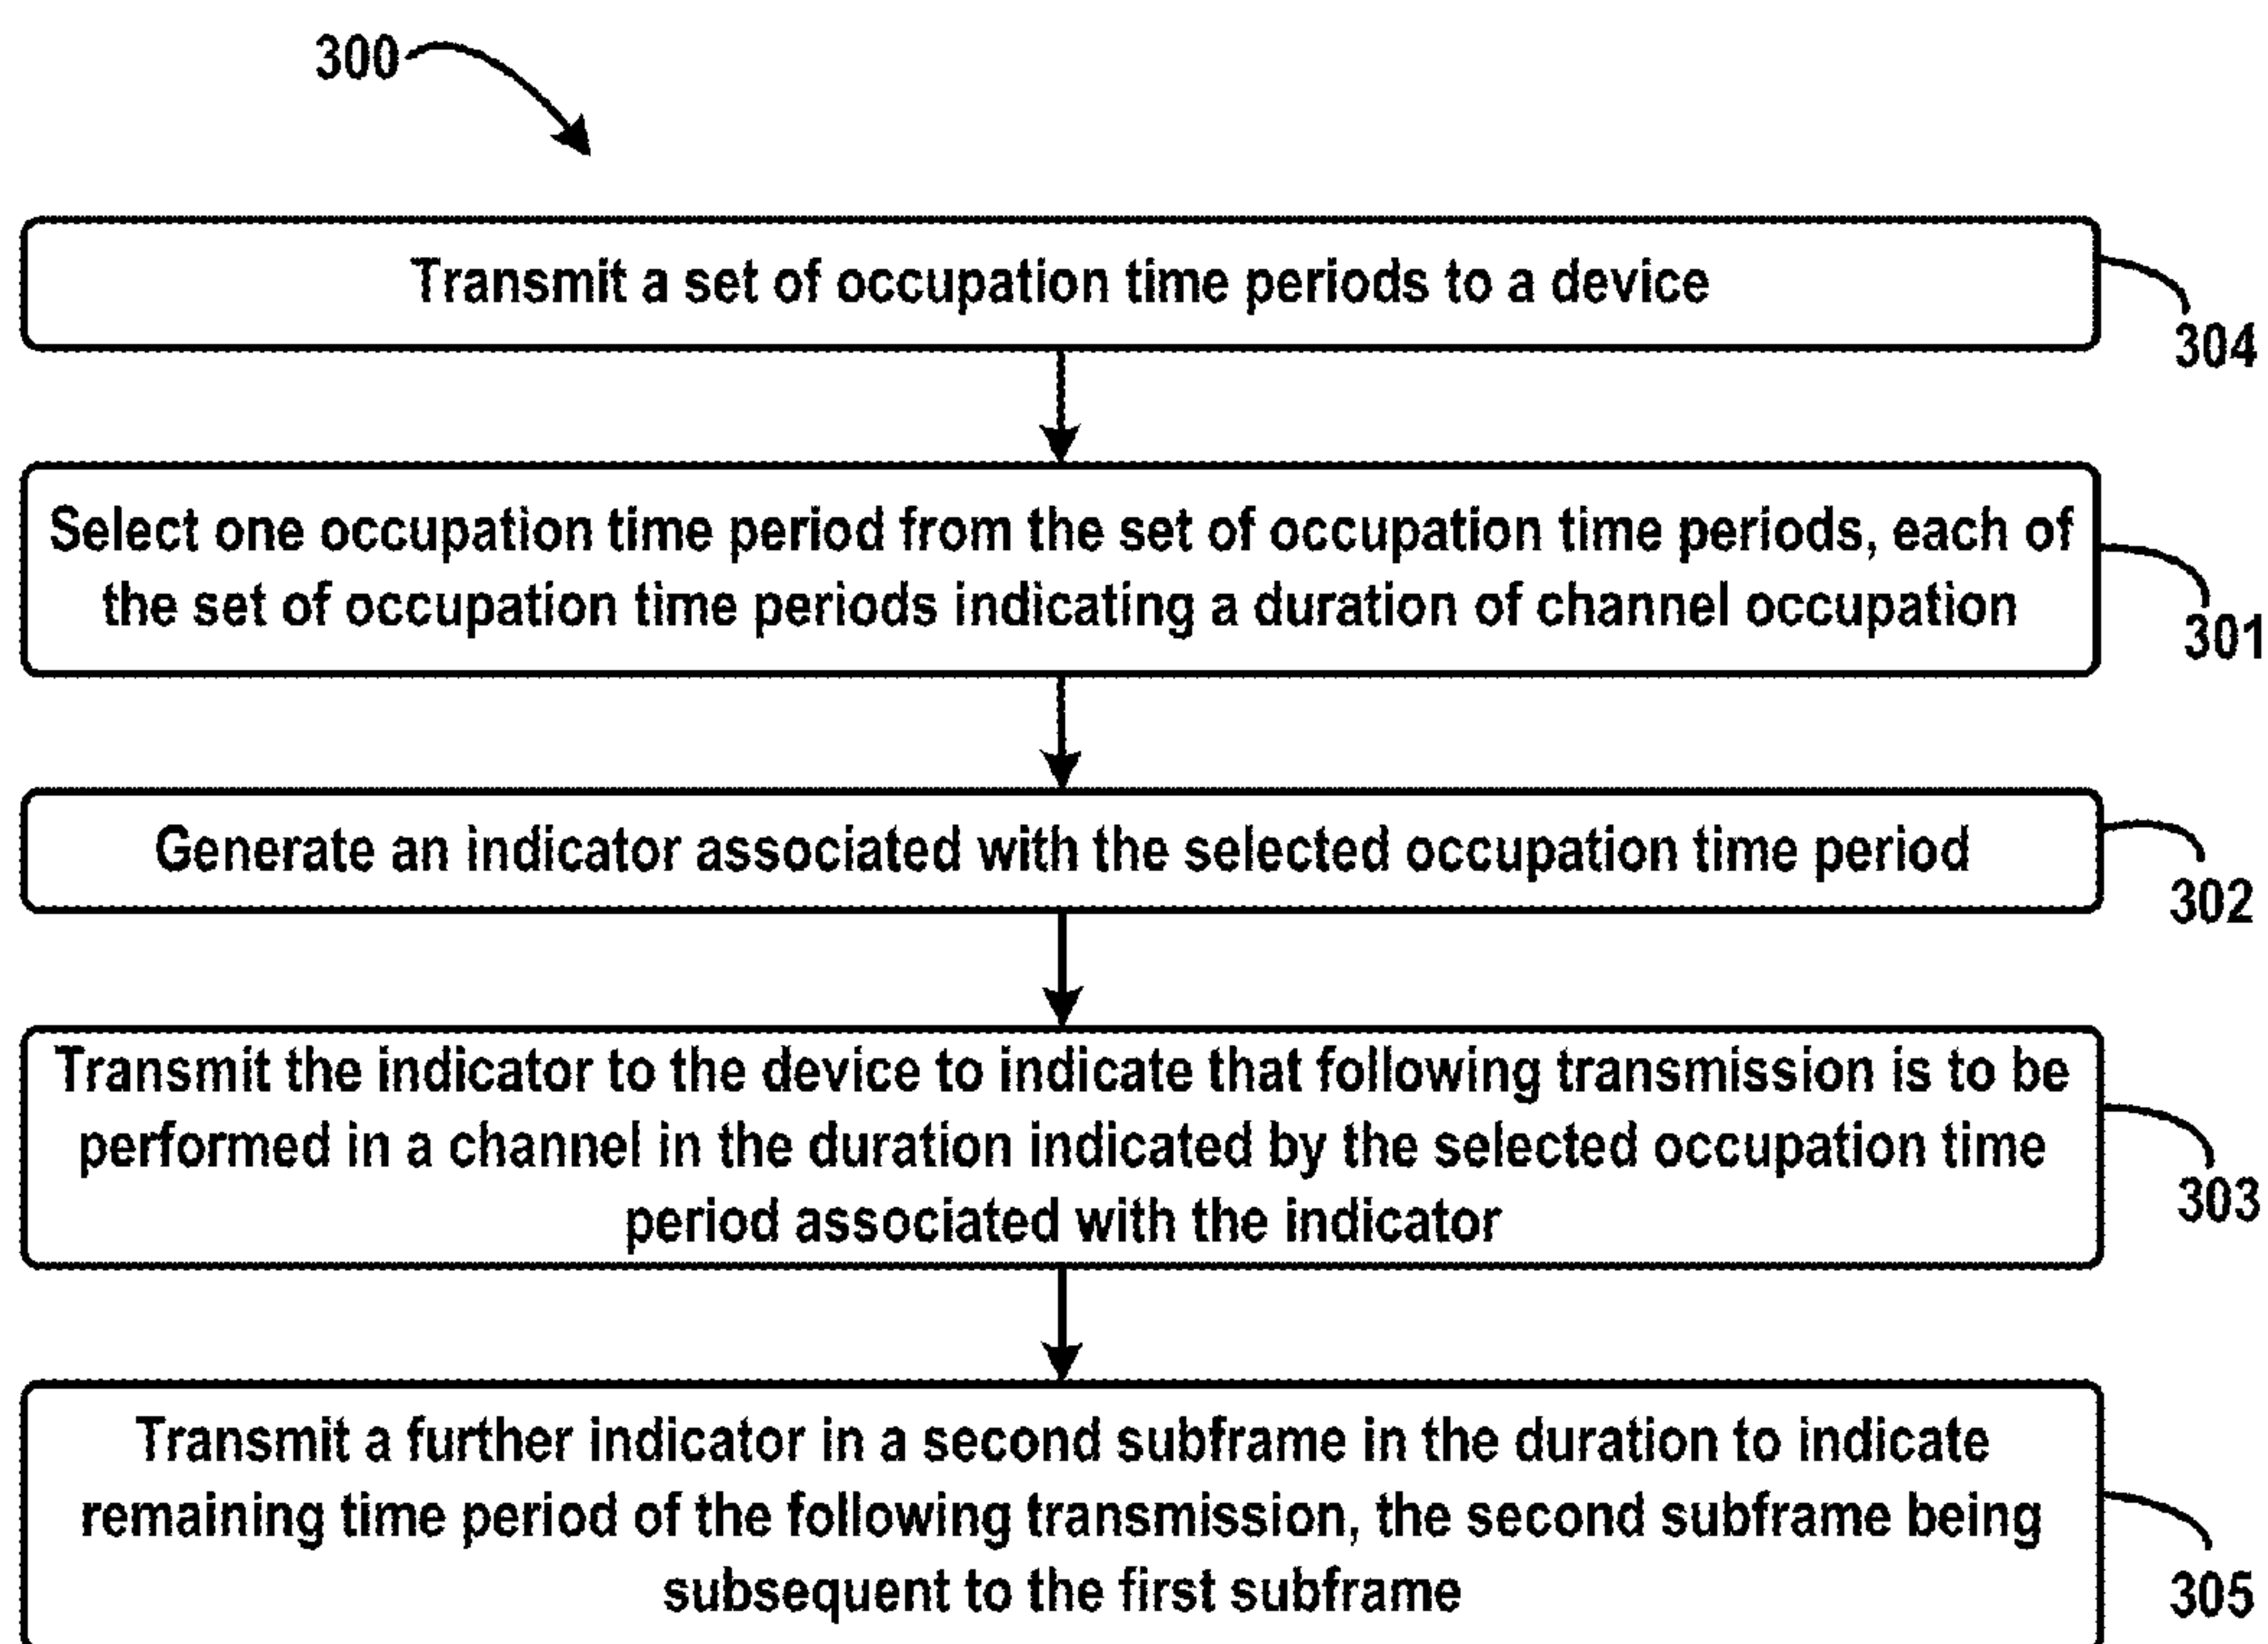 300
Transmit a set of occupation time periods to a device
304
Select one occupation time period from the set of occupation time periods, each of
the set of occupation time periods indicating a duration of channel occupation
301
Generate an indicator associated with the selected occupation time period
302
Transmit the indicator to the device to indicate that following transmission is to be
performed in a channel in the duration indicated by the selected occupation time
period associated with the indicator
303
Transmit a further indicator in a second subframe in the duration to indicate
remaining time period of the following transmission, the second subframe being
subsequent to the first subframe
305